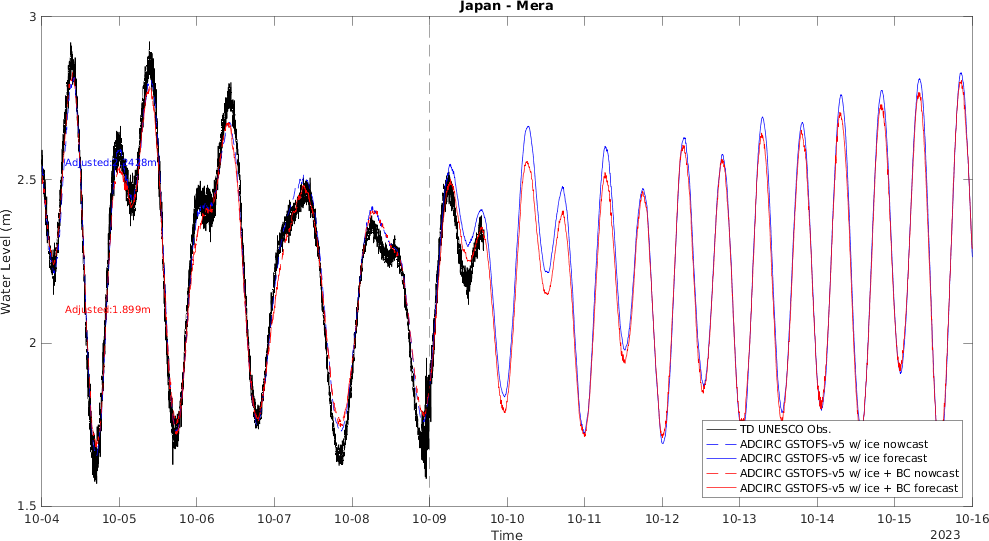 Japan - Mera
3
2.5
2
1.5
Water Level (m)
Adjusted:
Adjusted:1.899m
TD UNESCO Obs.
ADCIRC GSTOFS-v5 w/ ice nowcast
ADCIRC GSTOFS-v5 w/ ice forecast
ADCIRC GSTOFS-v5 w/ ice + BC nowcast
ADCIRC GSTOFS-v5 w/ ice + BC forecast
10-04 10-05 10-06 10-07 10-08 10-09 10-10 10-11 10-12 10-13 10-14 10-15 10-16
Time
2023